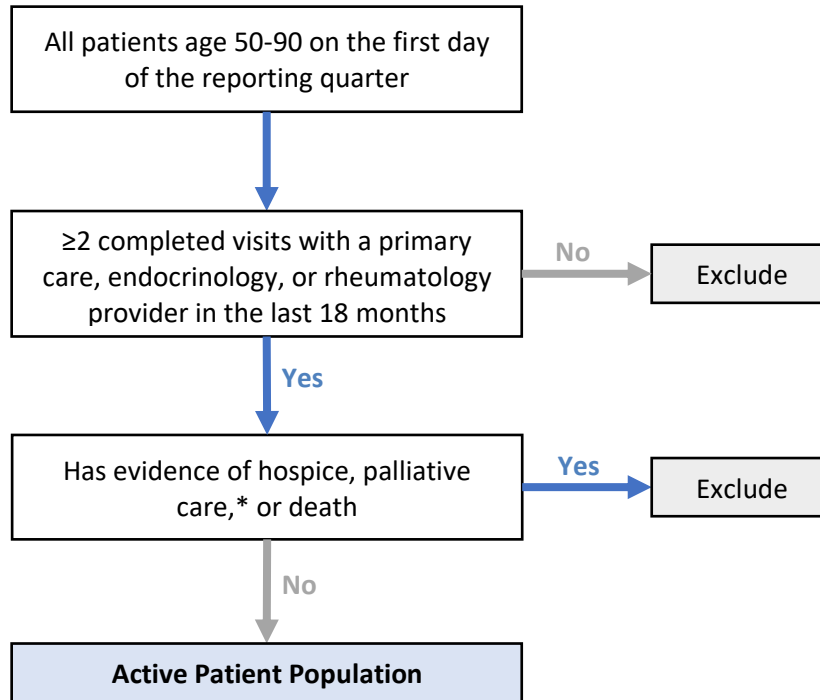 All patients age 50-90 on the first day
of the reporting quarter
≥2 completed visits with a primary
care, endocrinology, or rheumatology
provider in the last 18 months
No
Exclude
Yes
Has evidence of hospice, palliative
care,* or death
Yes
Exclude
No
Active Patient Population